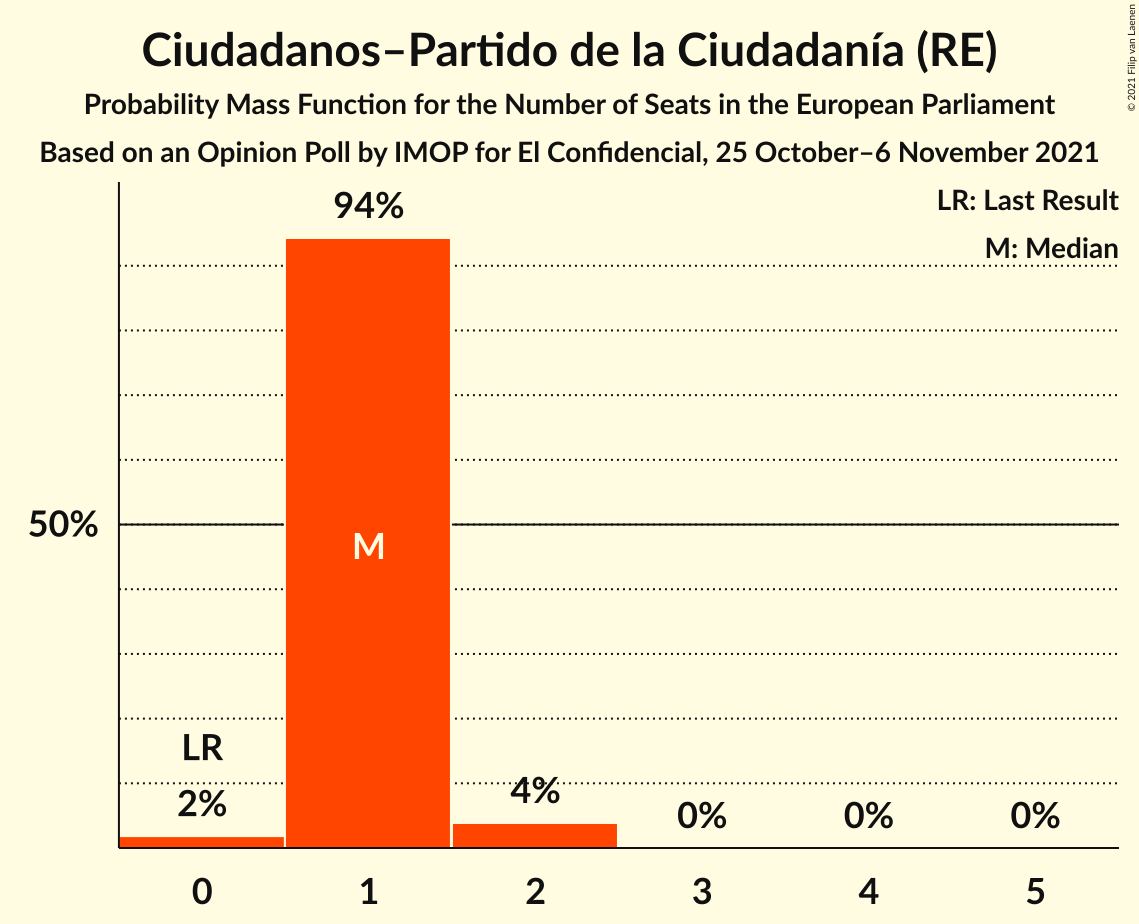 Ciudadanos–Partido de la Ciudadanía (RE)
Probability Mass Function for the Number of Seats in the European Parliament
Based on an Opinion Poll by IMOP for El Confidencial, 25 October–6 November 2021
© 2021 Filip van Laenen
LR: Last Result
M: Median
94%
50%
M
LR
2%
4%
0%
0%
0%
0
1
2
3
4
5